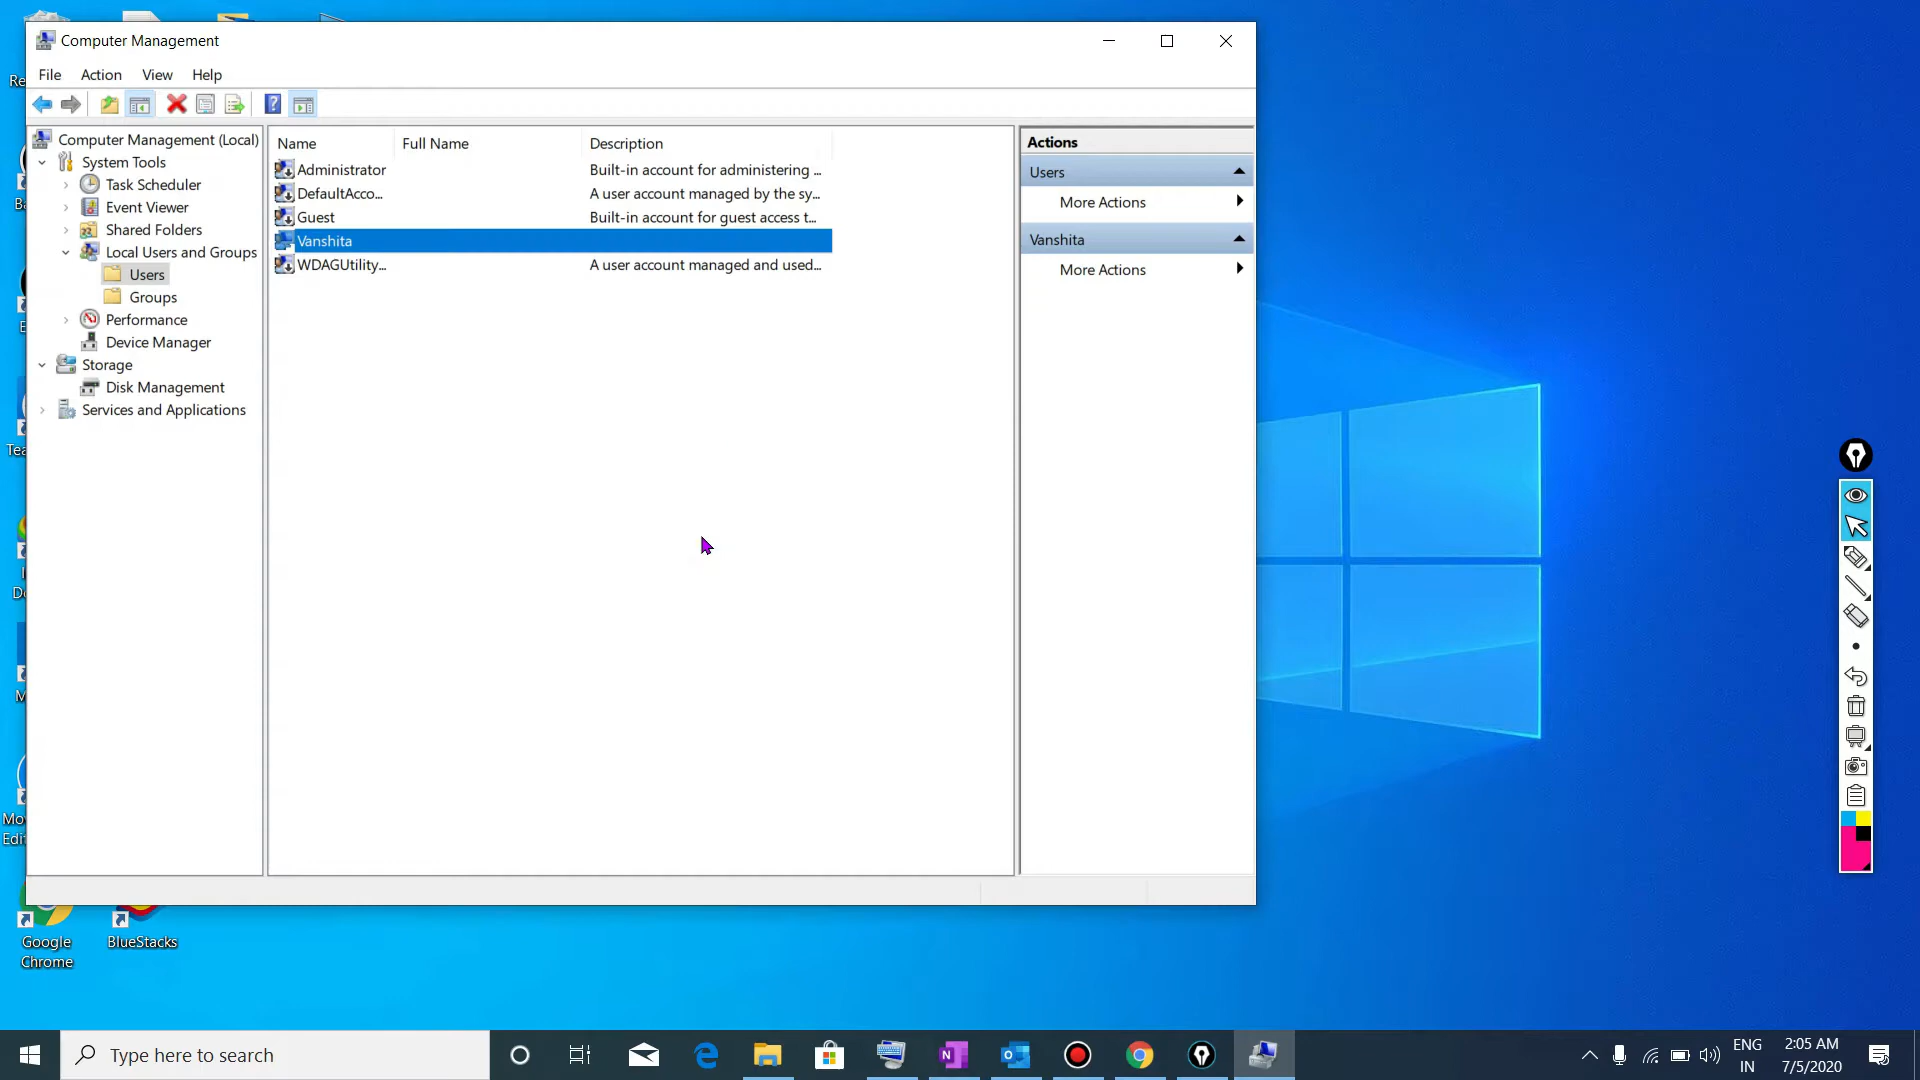 Computer Management
File Action View Help
Computer Management (Local)
System Tools
Task Scheduler
Event Viewer
Shared Folders
Local Users and Groups
Users
Groups
Performance
Device Manager
Storage
Disk Management
Services and Applications
Name Full Name Description
Administrator Built-in account for administering ...
DefaultAcco... A user account managed by the sy...
Guest Built-in account for guest access t...
Vanshita
WDAGUtility... A user account managed and used...
Actions
Users
More Actions
Vanshita
More Actions
Google
Chrome
BlueStacks
Type here to search
ENG
IN
2:05 AM
7/5/2020